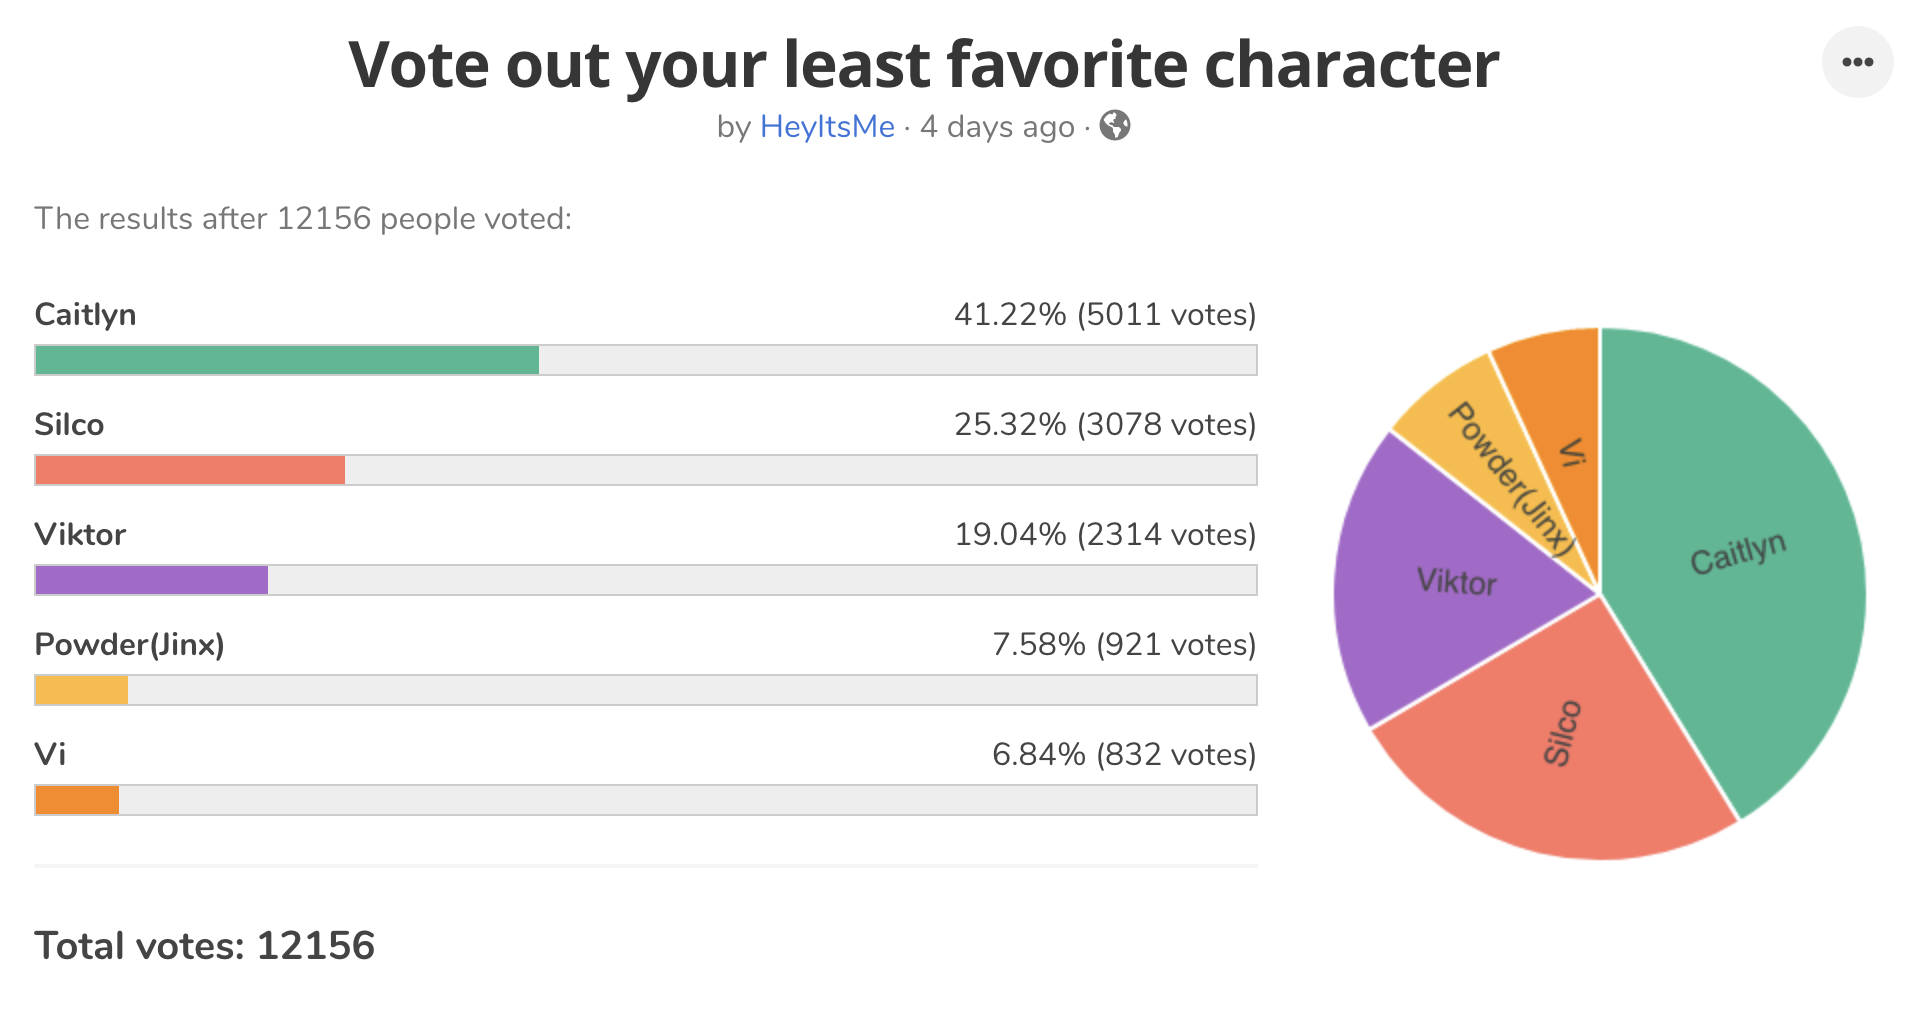 Vote out your least favorite character
by HeyItsMe · 4 days ago ·
The results after 12156 people voted:
Caitlyn 41.22% (5011 votes)
Silco 25.32% (3078 votes)
Viktor 19.04% (2314 votes)
Powder(Jinx) 7.58% (921 votes)
Vi 6.84% (832 votes)
Total votes: 12156
Caitlyn
Silco
Viktor
Powder(Jinx)
Vi